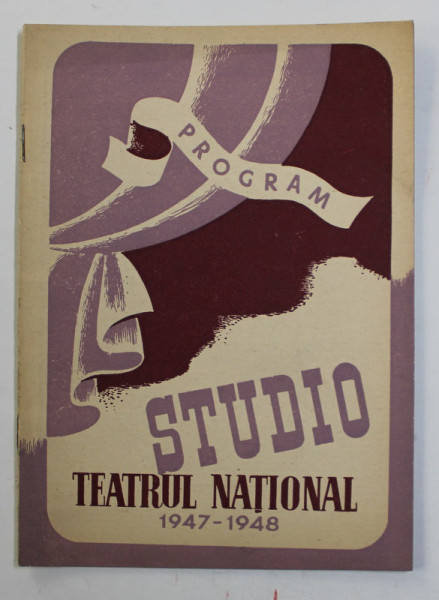 PROGRAM
STUDIO
TEATRUL NAȚIONAL
1947-1948